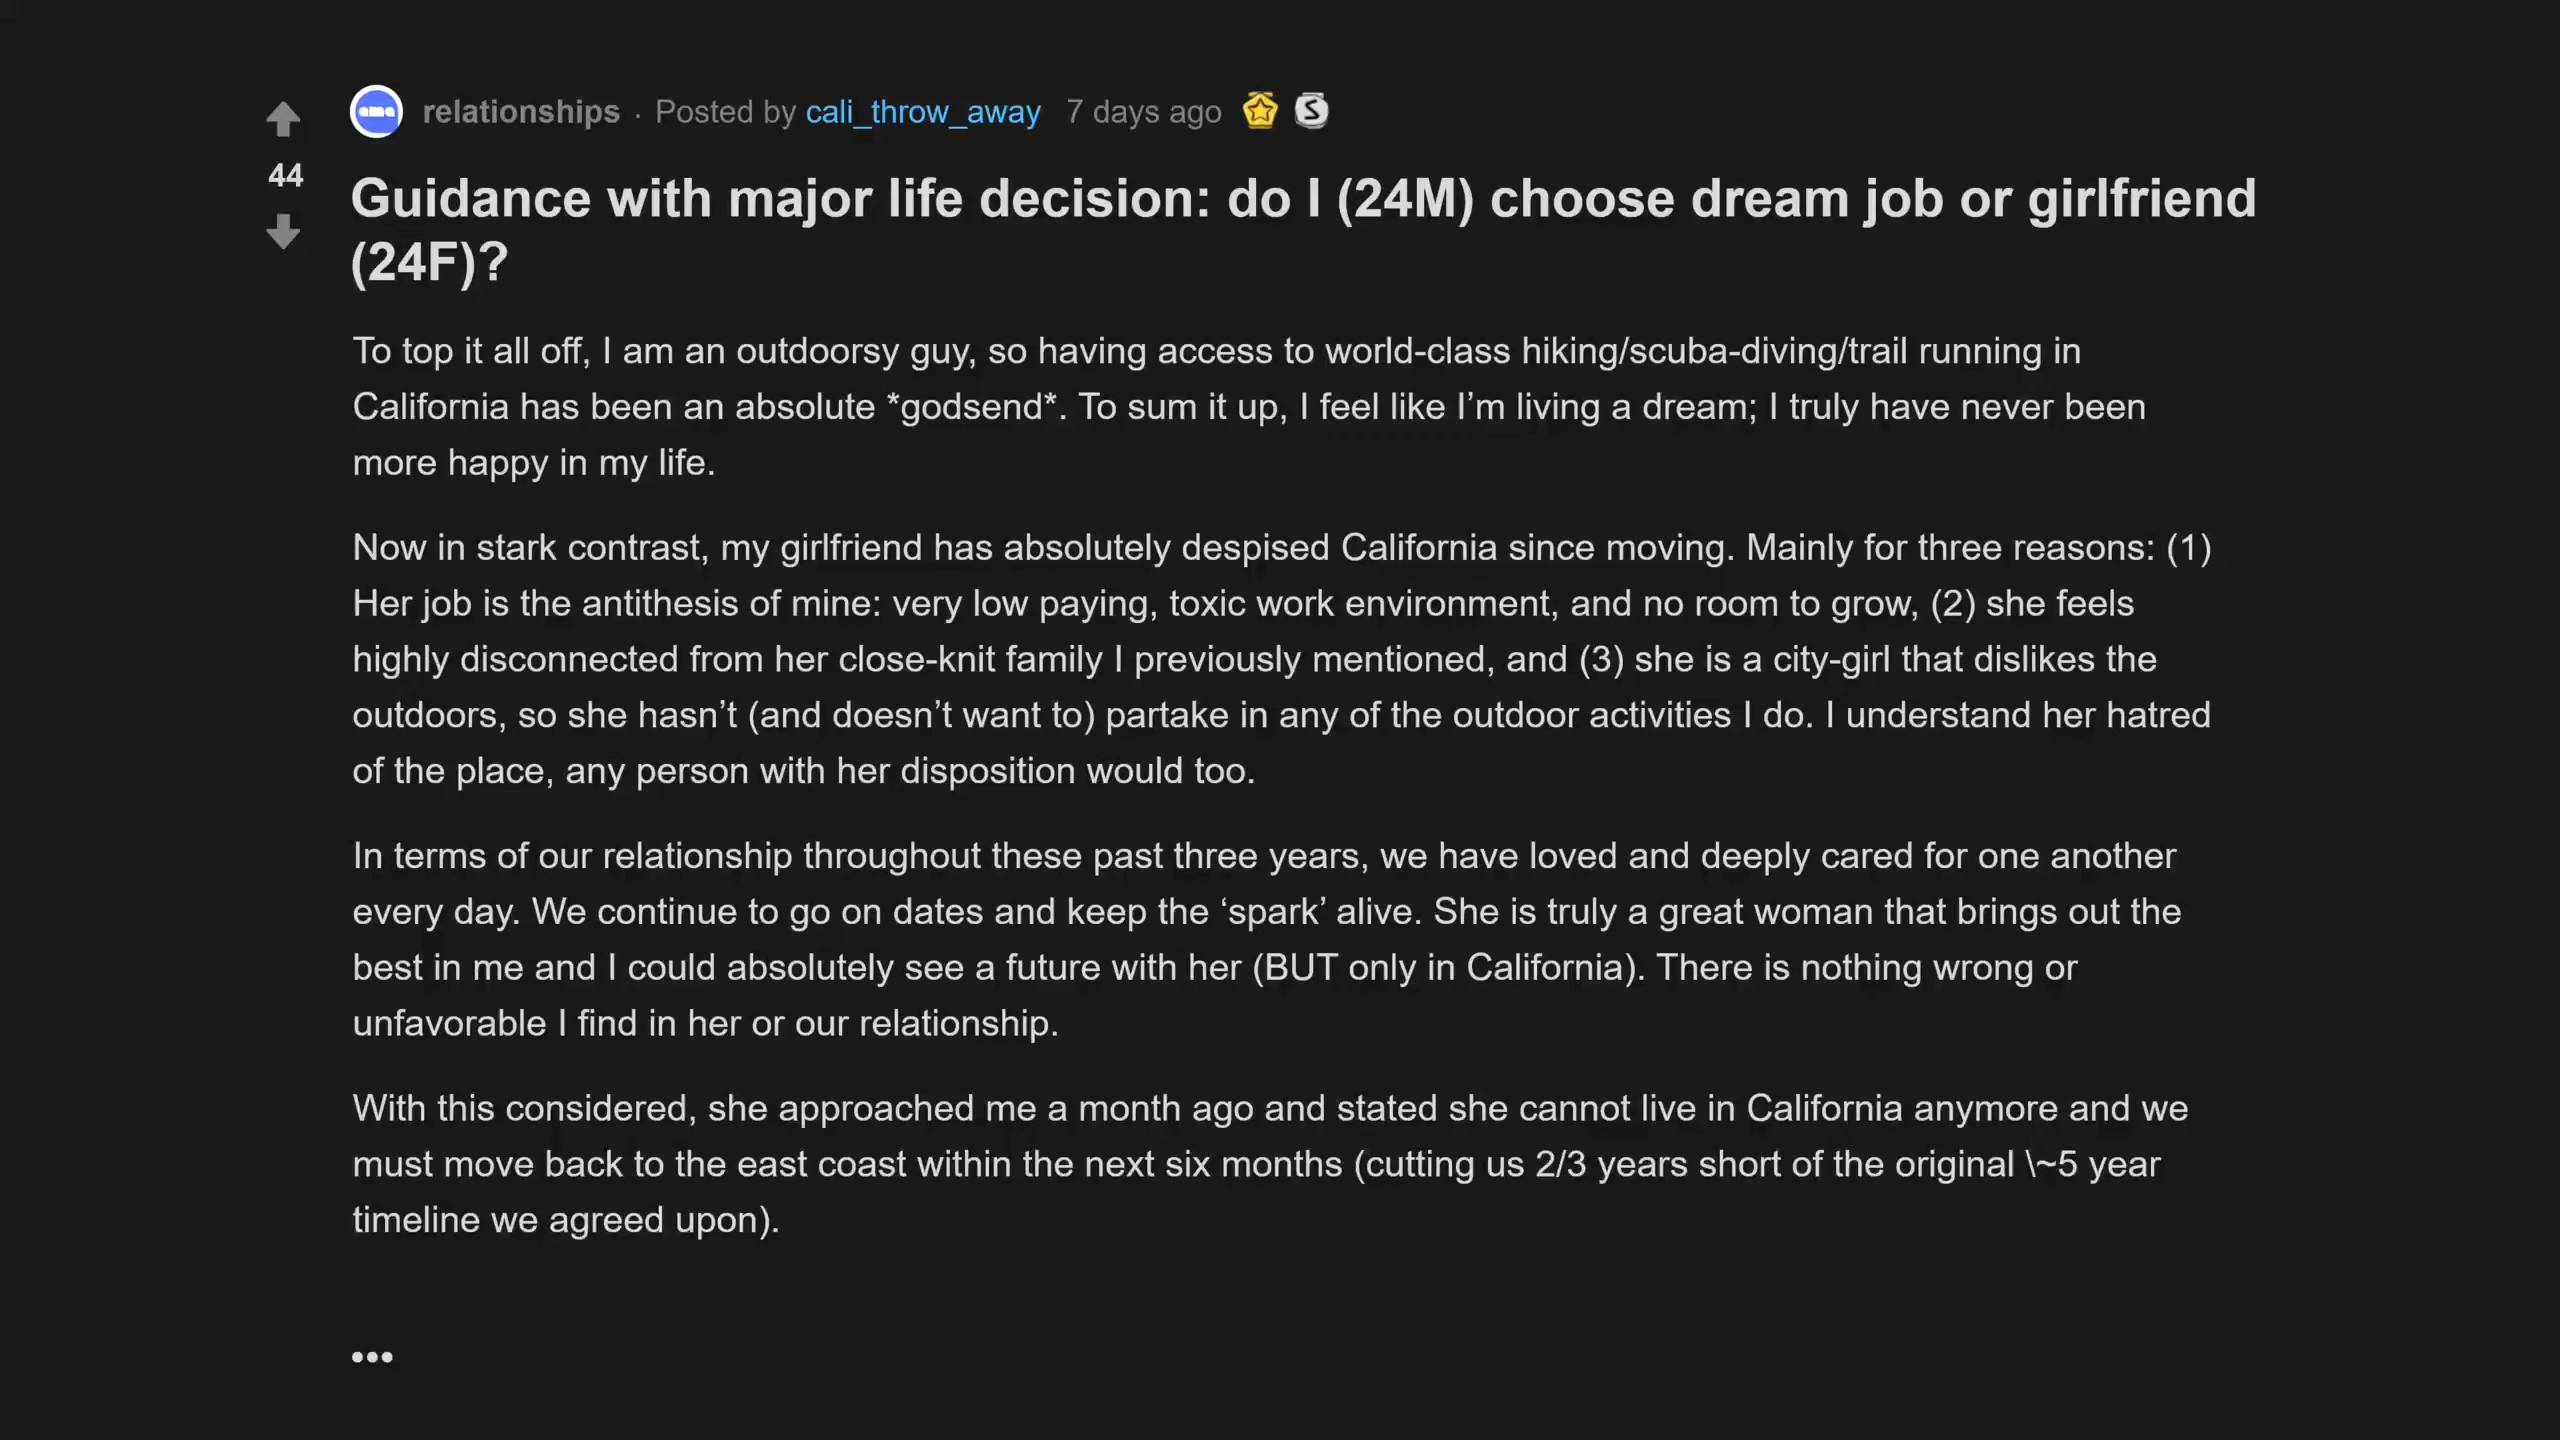 relationships · Posted by cali_throw_away 7 days ago
44
Guidance with major life decision: do I (24M) choose dream job or girlfriend
(24F)?
To top it all off, I am an outdoorsy guy, so having access to world-class hiking/scuba-diving/trail running in
California has been an absolute *godsend*. To sum it up, I feel like I’m living a dream; I truly have never been
more happy in my life.
Now in stark contrast, my girlfriend has absolutely despised California since moving. Mainly for three reasons: (1)
Her job is the antithesis of mine: very low paying, toxic work environment, and no room to grow, (2) she feels
highly disconnected from her close-knit family I previously mentioned, and (3) she is a city-girl that dislikes the
outdoors, so she hasn’t (and doesn’t want to) partake in any of the outdoor activities I do. I understand her hatred
of the place, any person with her disposition would too.
In terms of our relationship throughout these past three years, we have loved and deeply cared for one another
every day. We continue to go on dates and keep the ‘spark’ alive. She is truly a great woman that brings out the
best in me and I could absolutely see a future with her (BUT only in California). There is nothing wrong or
unfavorable I find in her or our relationship.
With this considered, she approached me a month ago and stated she cannot live in California anymore and we
must move back to the east coast within the next six months (cutting us 2/3 years short of the original \~5 year
timeline we agreed upon).
•••